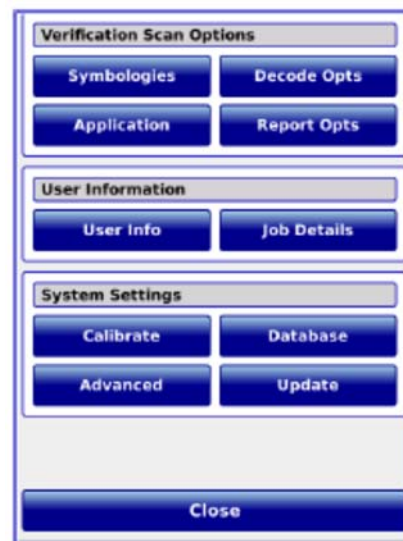 Verification Scan Options
Symbologies Decode Opts
Application Report Opts
User Information
User Info Job Details
System Settings
Calibrate Database
Advanced Update
Close